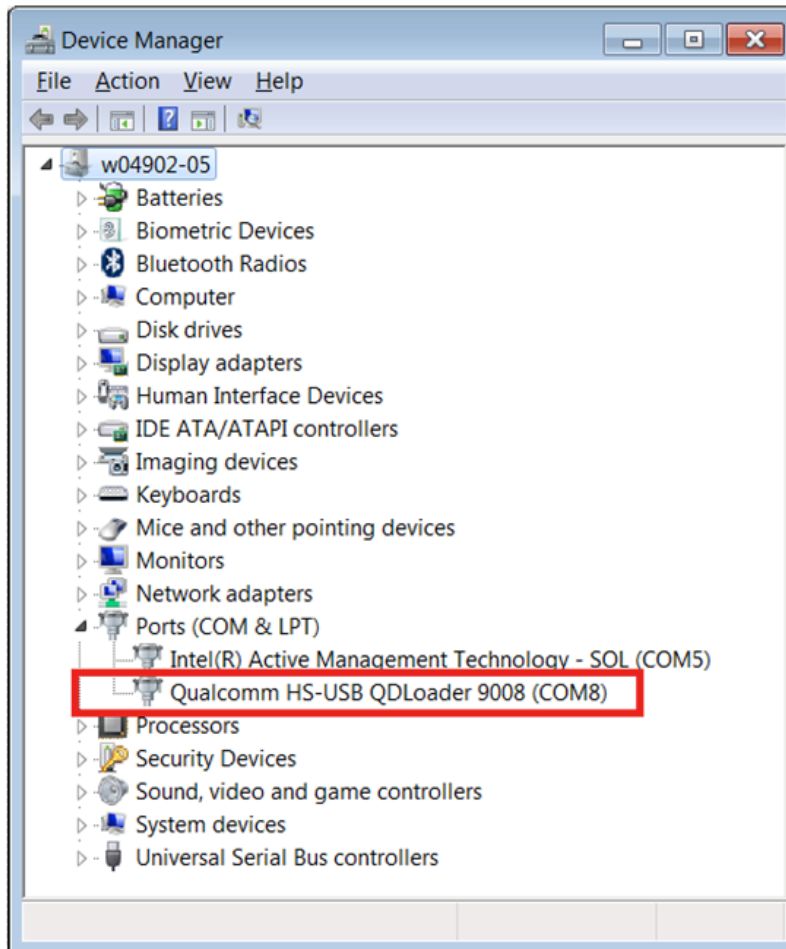 Device Manager
File Action View Help
w04902-05
Batteries
Biometric Devices
Bluetooth Radios
Computer
Disk drives
Display adapters
Human Interface Devices
IDE ATA/ATAPI controllers
Imaging devices
Keyboards
Mice and other pointing devices
Monitors
Network adapters
Ports (COM & LPT)
Intel(R) Active Management Technology - SOL (COM5)
Qualcomm HS-USB QDLoader 9008 (COM8)
Processors
Security Devices
Sound, video and game controllers
System devices
Universal Serial Bus controllers